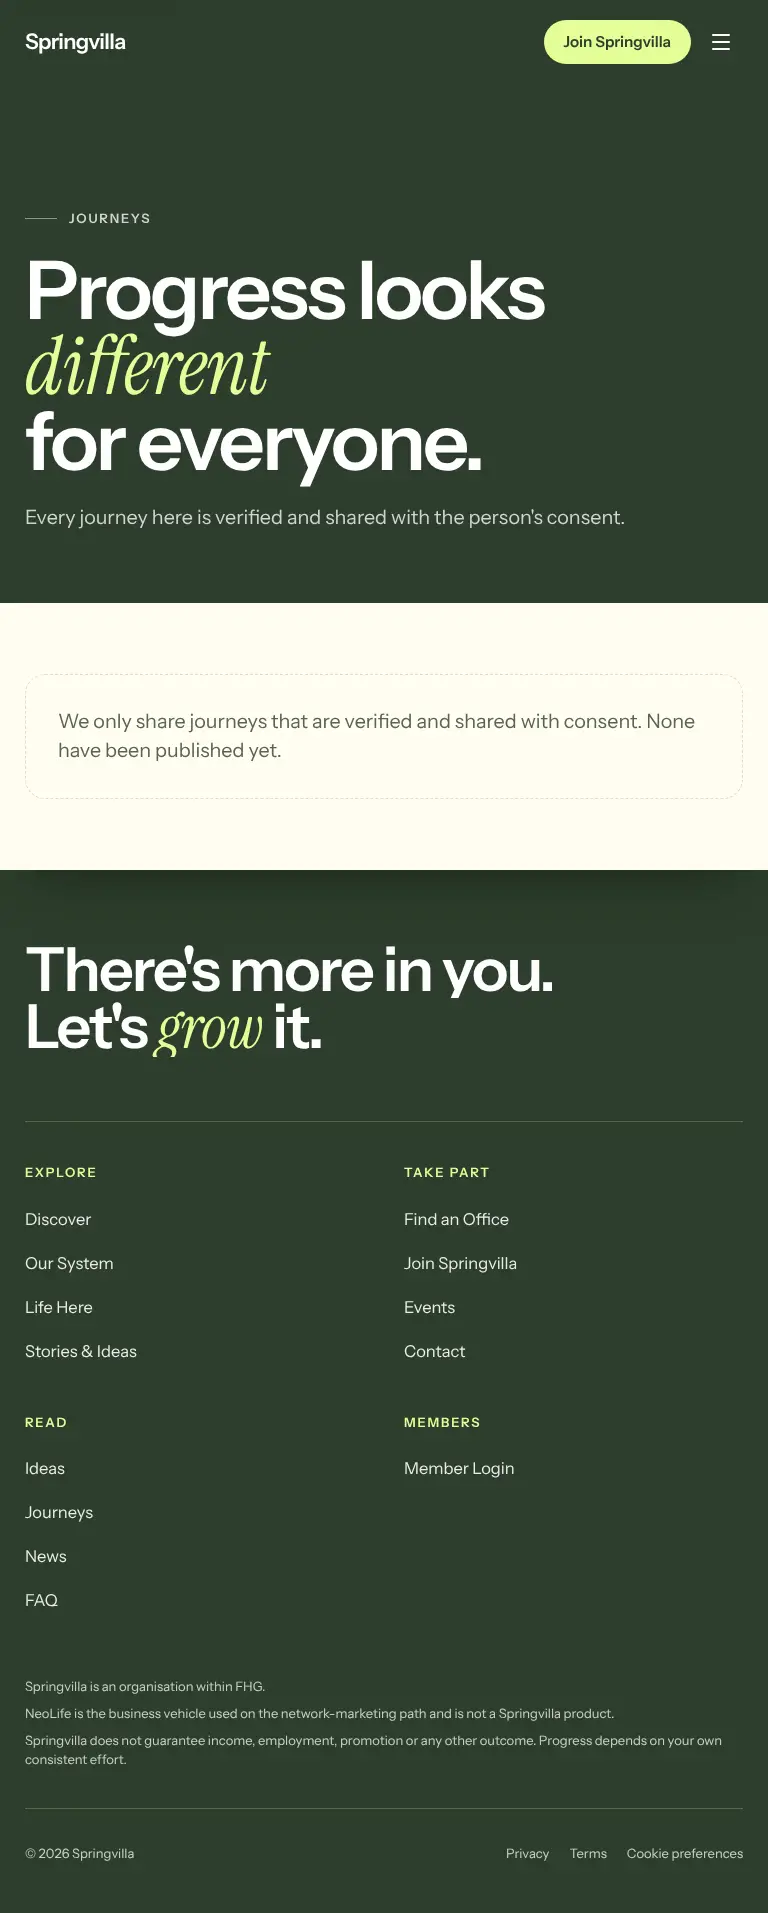 Springvilla
Join Springvilla
JOURNEYS
Progress looks
different
for everyone.
Every journey here is verified and shared with the person's consent.
We only share journeys that are verified and shared with consent. None
have been published yet.
There's more in you.
Let's grow it.
EXPLORE
Discover
Our System
Life Here
Stories & Ideas
TAKE PART
Find an Office
Join Springvilla
Events
Contact
READ
Ideas
Journeys
News
FAQ
MEMBERS
Member Login
Springvilla is an organisation within FHG.
NeoLife is the business vehicle used on the network-marketing path and is not a Springvilla product.
Springvilla does not guarantee income, employment, promotion or any other outcome. Progress depends on your own
consistent effort.
© 2026 Springvilla
Privacy Terms Cookie preferences